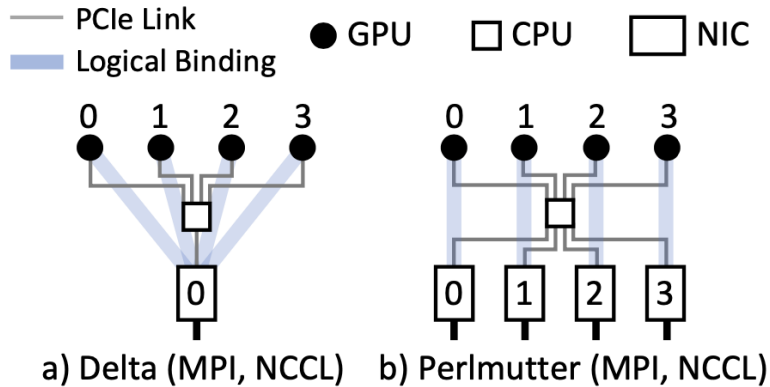 PCIe Link
Logical Binding
GPU
CPU
NIC
0 1 2 3
0
a) Delta (MPI, NCCL)
0 1 2 3
0 1 2 3
b) Perlmutter (MPI, NCCL)